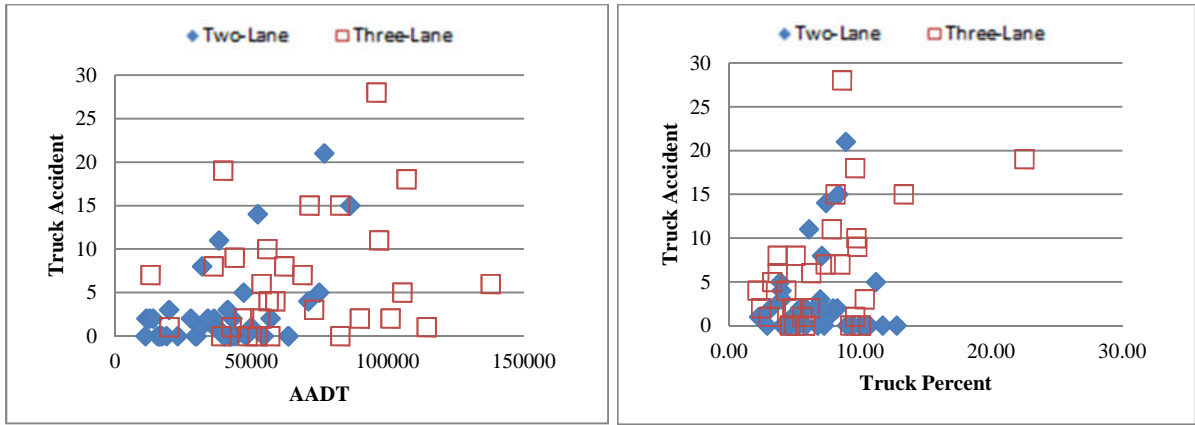 Two-Lane Three-Lane
30
25
20
15
10
5
0
0 50000 100000 150000
Truck Accident
AADT
Two-Lane Three-Lane
30
25
20
15
10
5
0
0.00 10.00 20.00 30.00
Truck Accident
Truck Percent